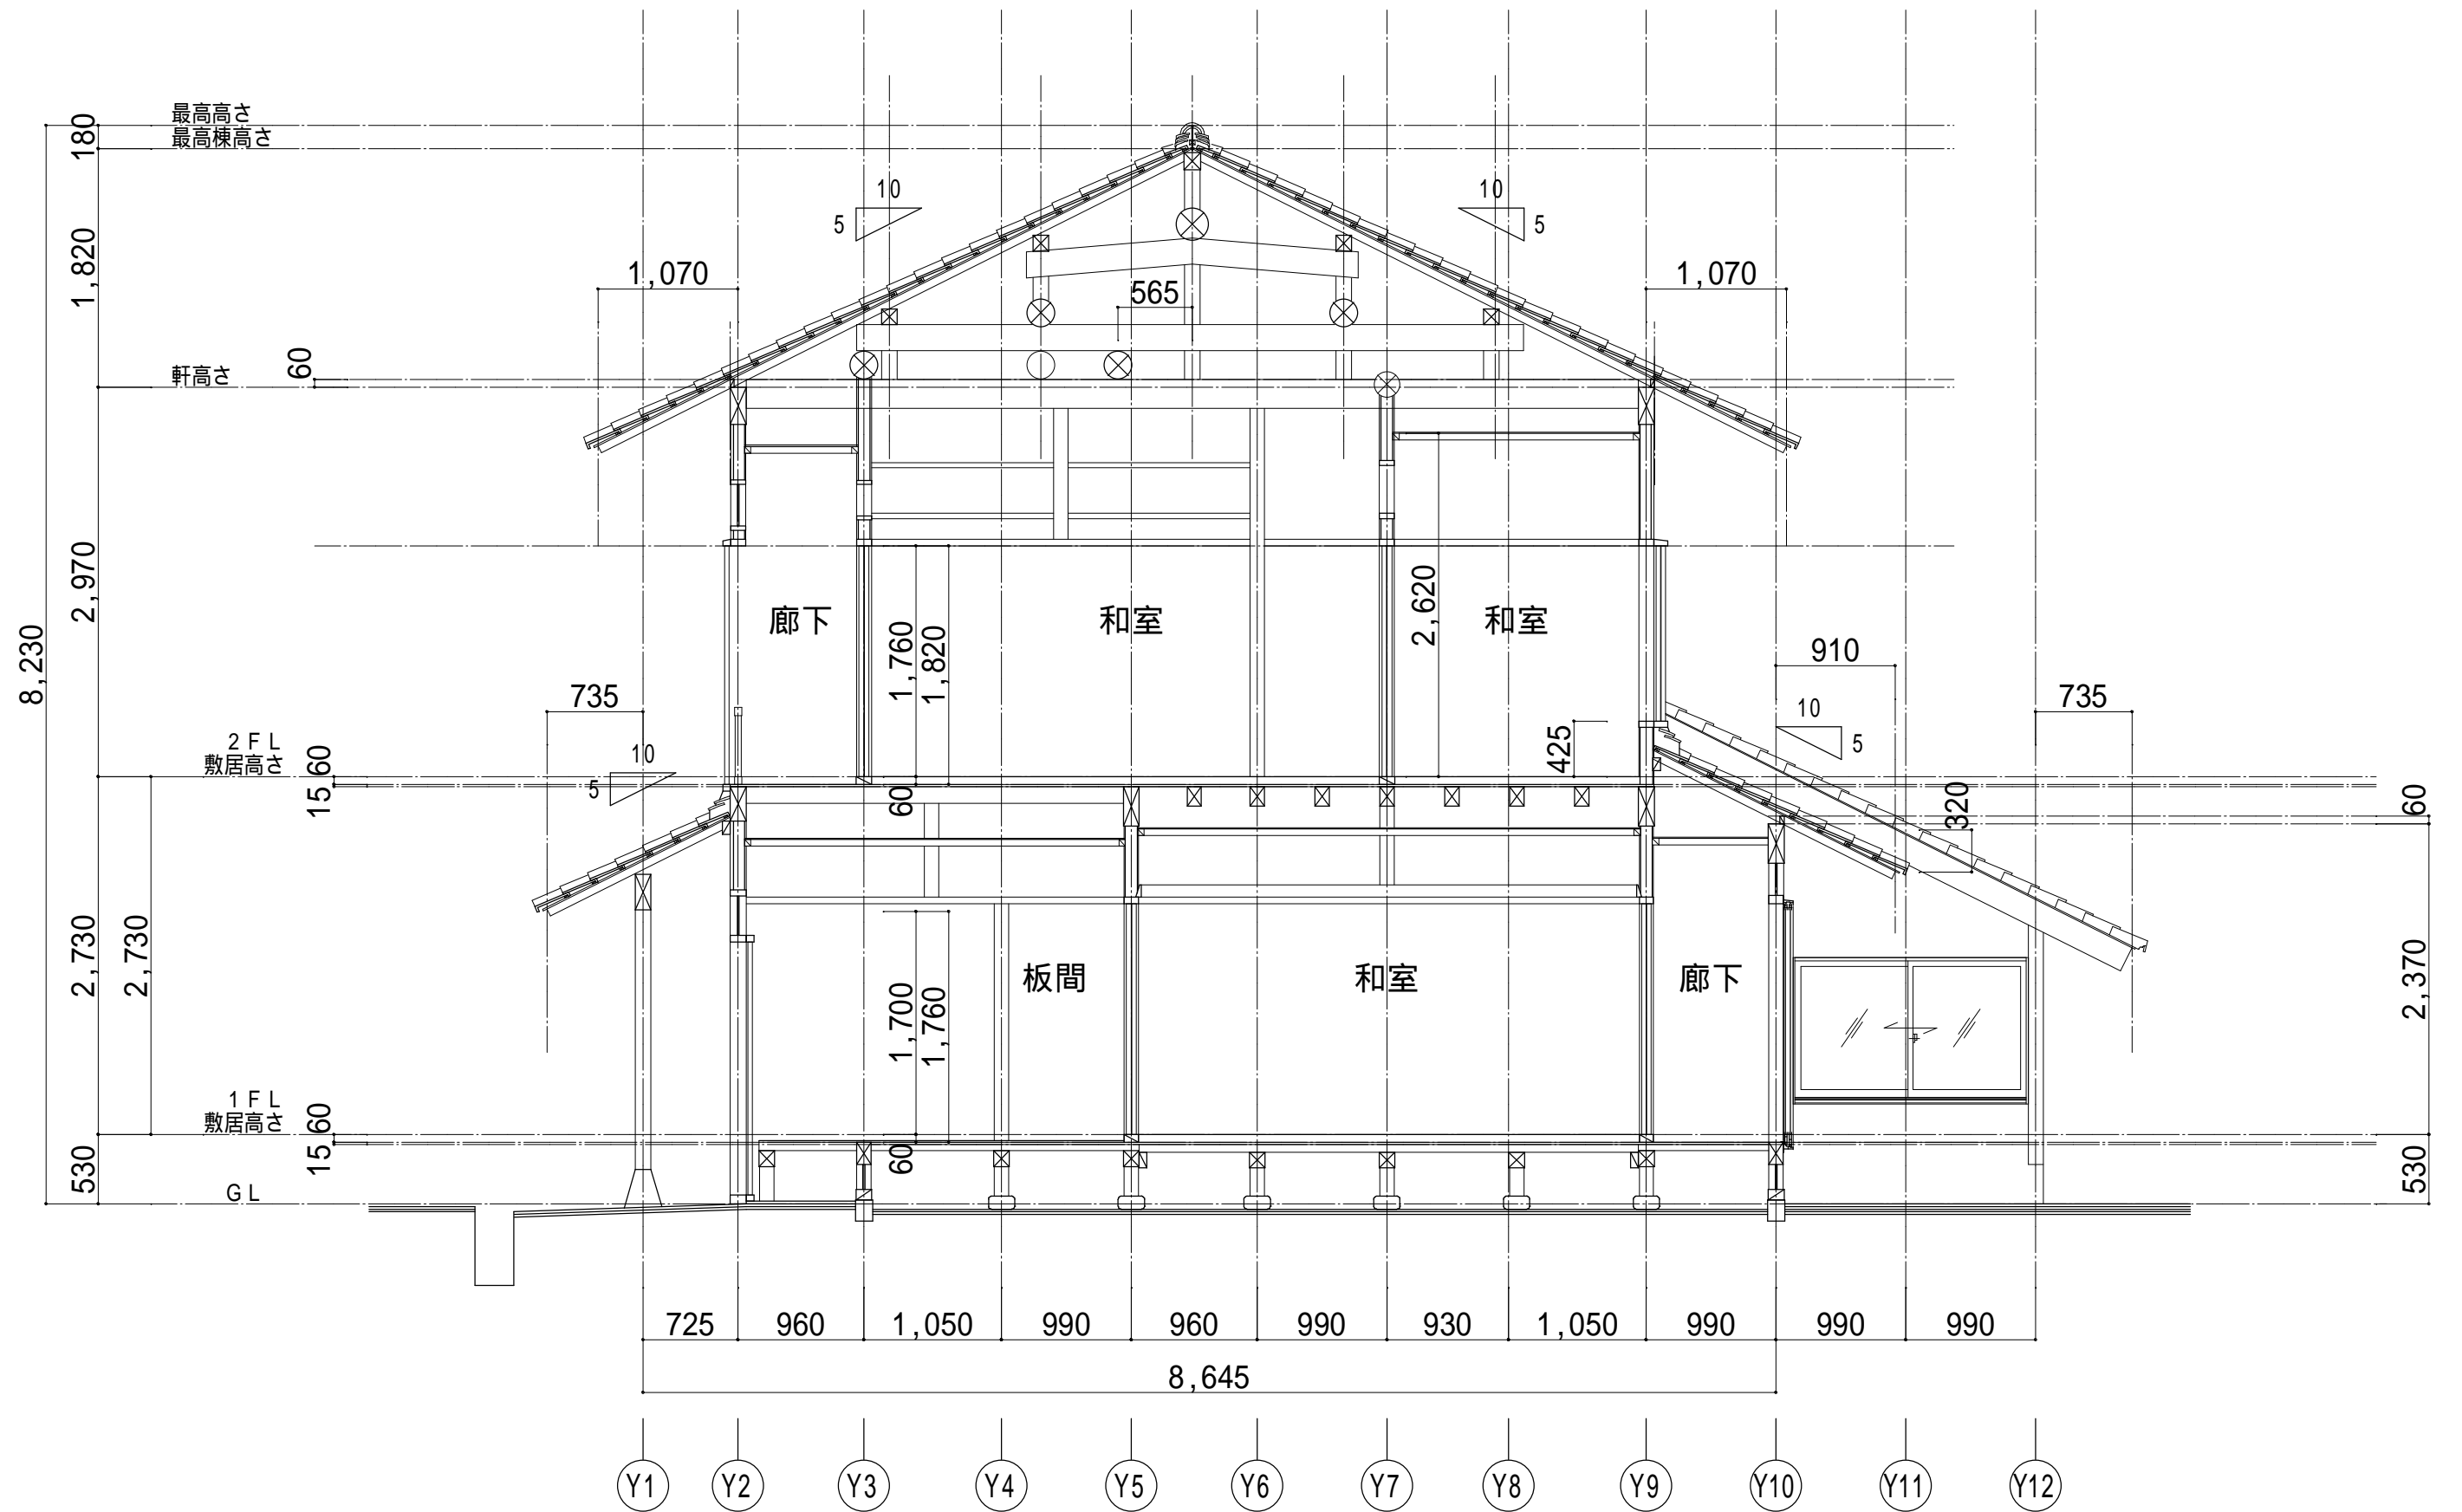 最高高さ
180
最高棟高さ
10
10
5
5
1,820
1,070
1,070
565
60
軒高さ
2,970
2,620
廊下
和室
和室
1,760
1,820
8,230
910
735
735
10
5
425
2FL
敷居高さ
60
15
10
5
60
320
60
2,730
2,730
板間
和室
廊下
1,700
1,760
2,370
1FL
敷居高さ
60
15
60
530
530
GL
725
960
1,050
990
960
990
930
1,050
990
990
990
8,645
Y1
Y2
Y3
Y4
Y5
Y6
Y7
Y8
Y9
Y10
Y11
Y12